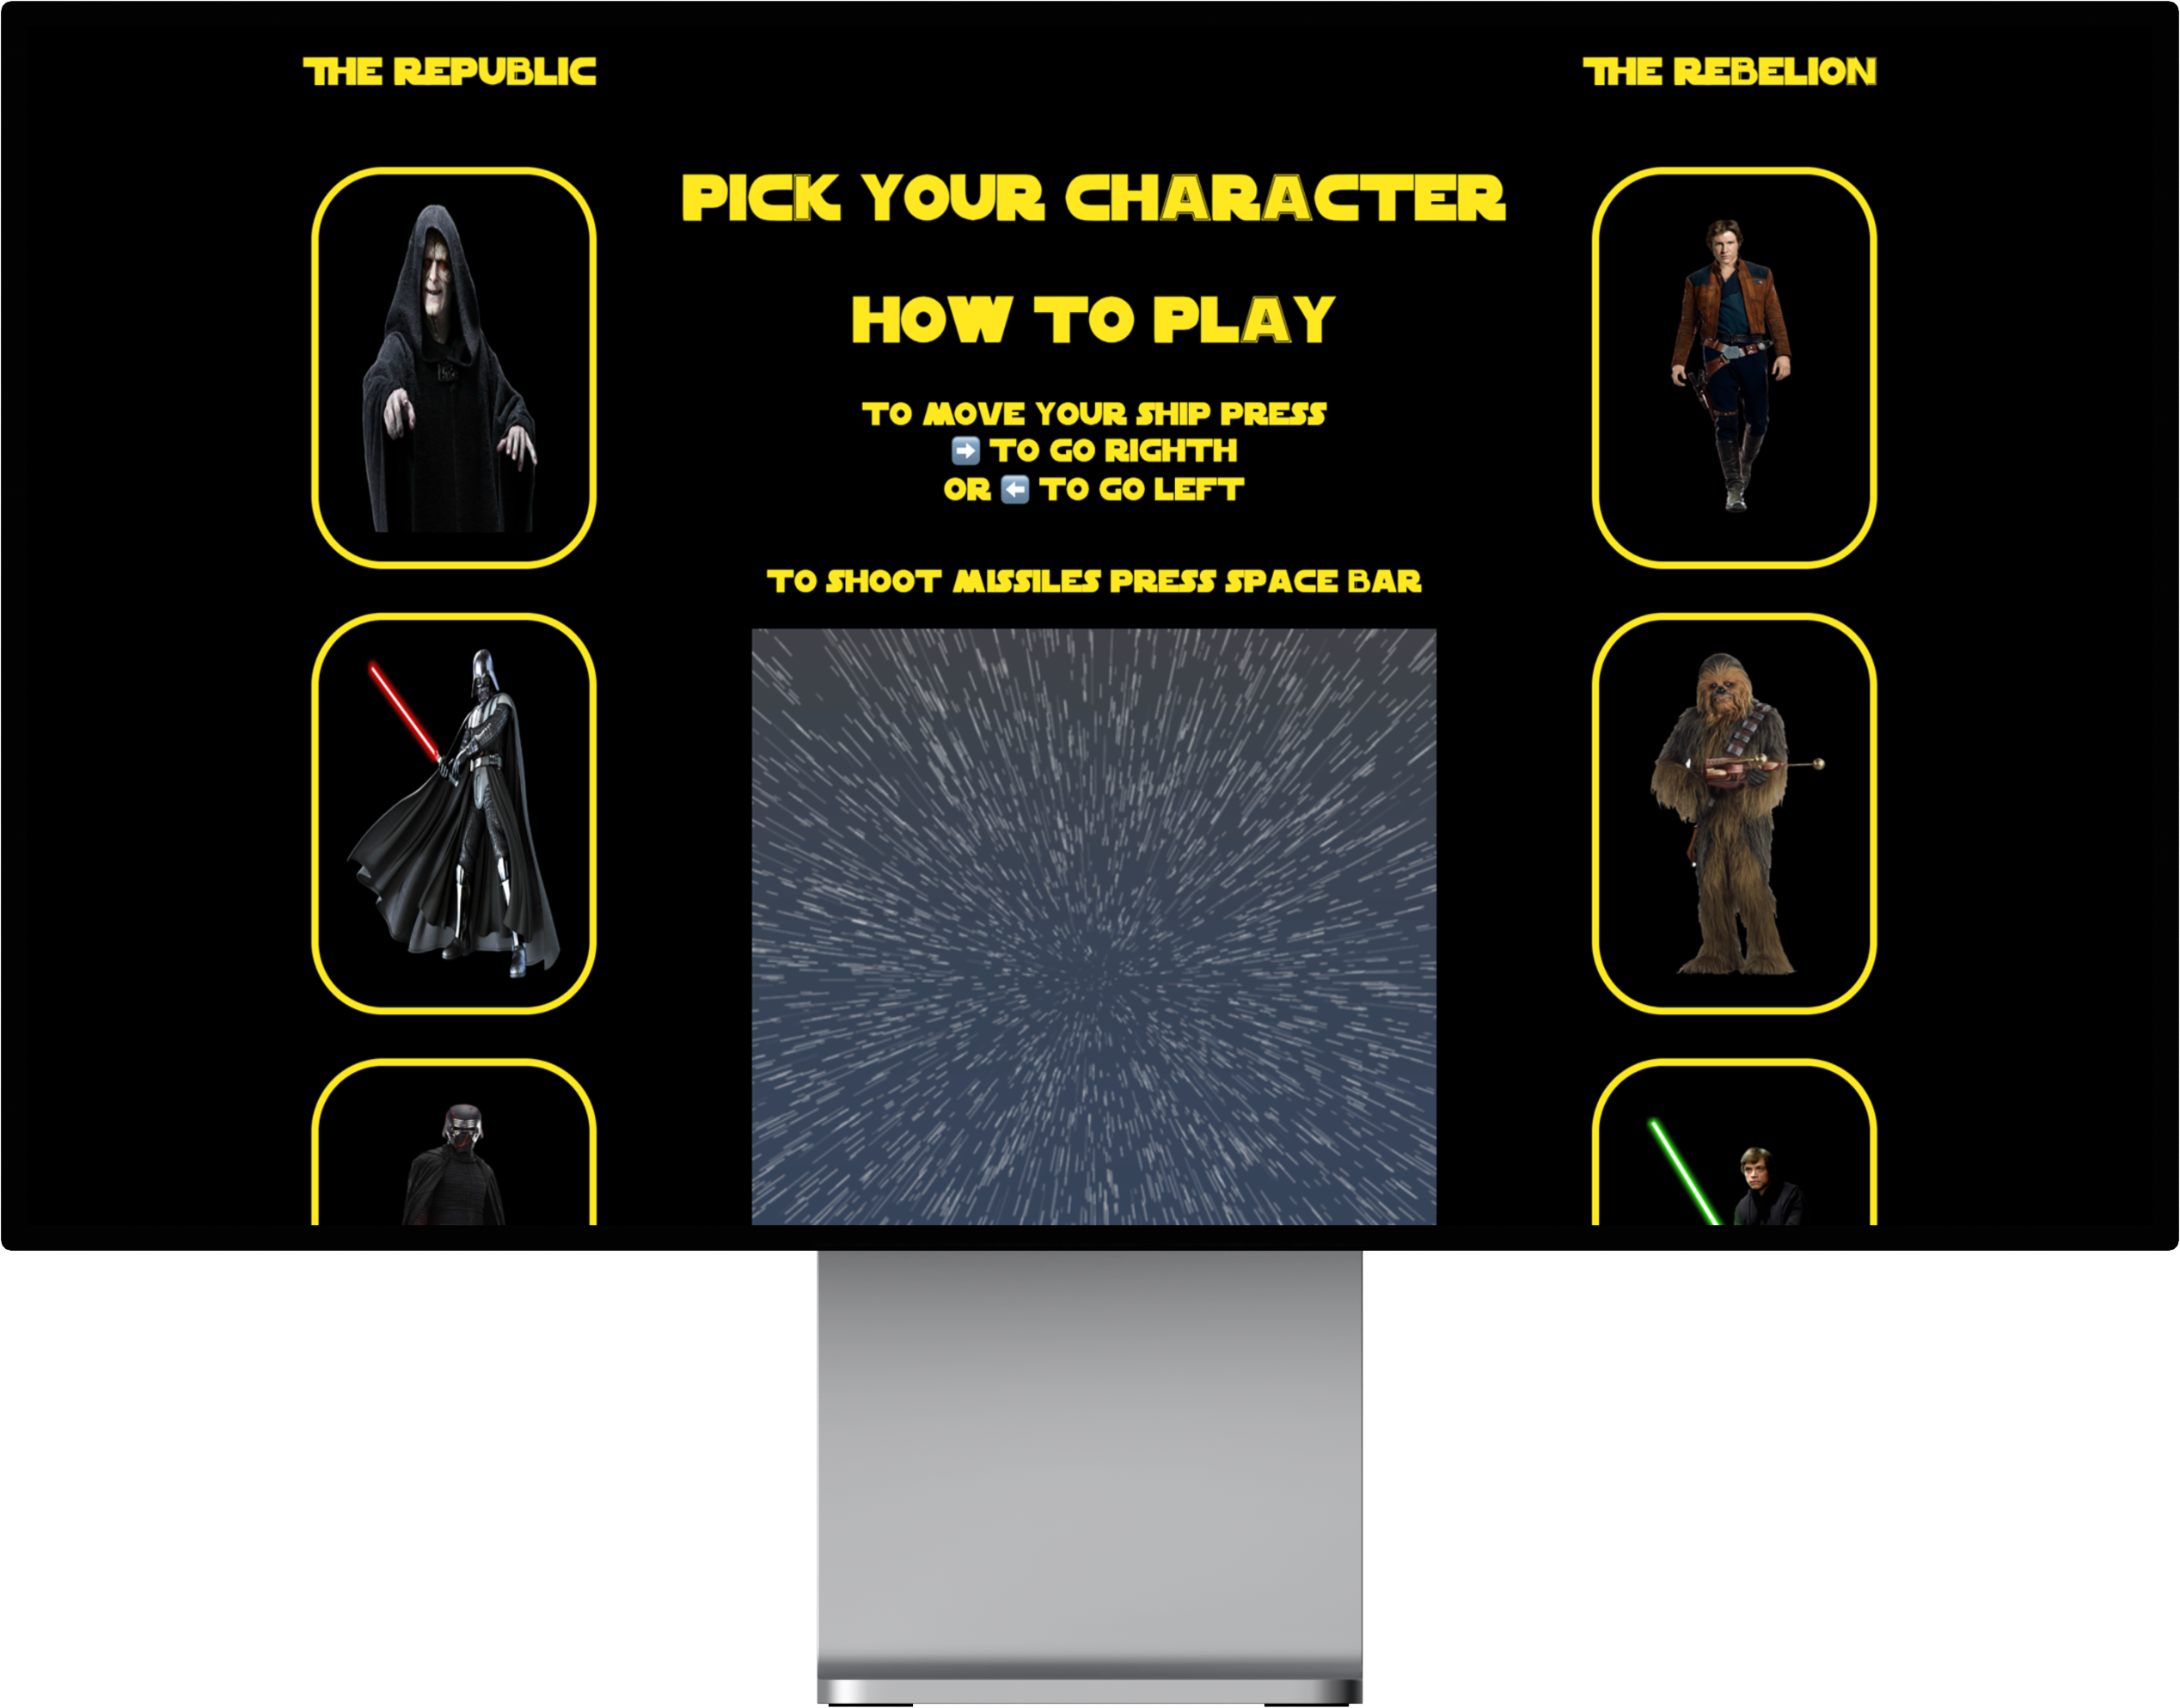 THE REPUBLIC
THE REBELION
PICK YOUR CHARACTER
HOW TO PLAY
TO MOVE YOUR SHIP PRESS
➡️ TO GO RIGHTH
OR ⬅️ TO GO LEFT
TO SHOOT MISSILES PRESS SPACE BAR